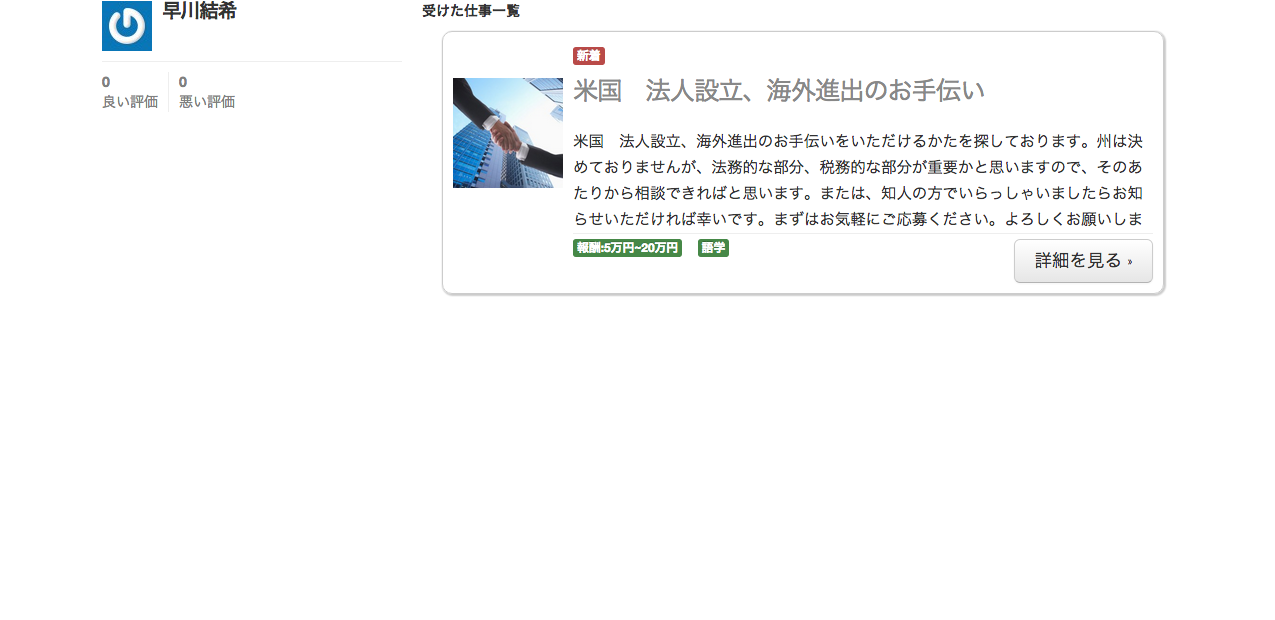 早川結希
0
良い評価
0
悪い評価
受けた仕事一覧
新着
米国　法人設立、海外進出のお手伝い
米国　法人設立、海外進出のお手伝いをいただけるかたを探しております。州は決
めておりませんが、法務的な部分、税務的な部分が重要かと思いますので、そのあ
たりから相談できればと思います。または、知人の方でいらっしゃいましたらお知
らせいただければ幸いです。まずはお気軽にご応募ください。よろしくお願いしま
報酬:5万円~20万円
語学
詳細を見る »